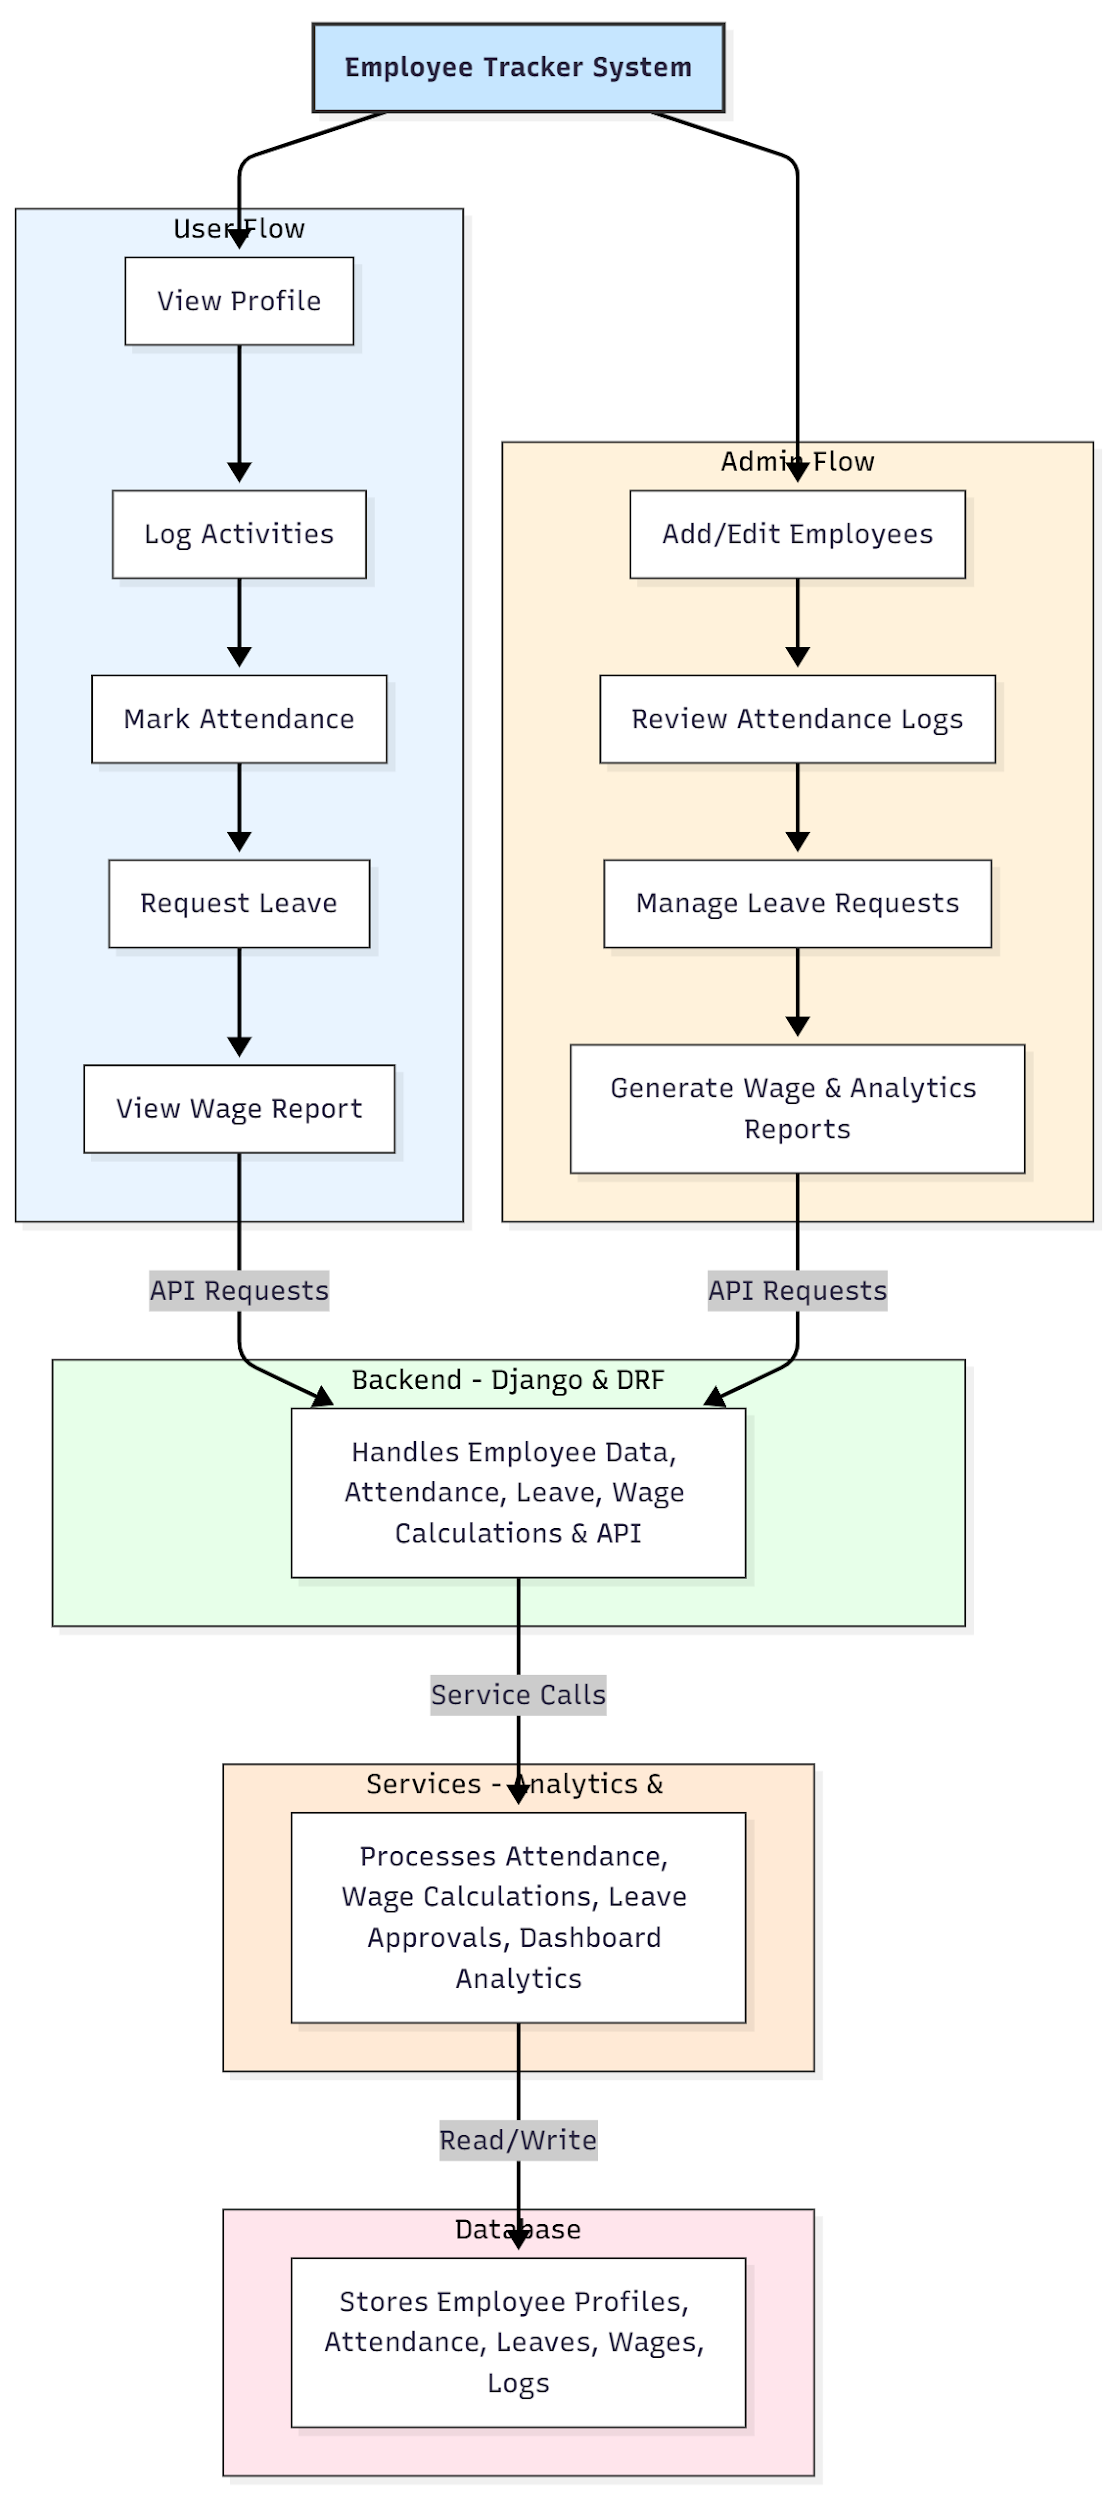 Employee Tracker System
User Flow
View Profile
Log Activities
Mark Attendance
Request Leave
View Wage Report
Admin Flow
Add/Edit Employees
Review Attendance Logs
Manage Leave Requests
Generate Wage & Analytics
Reports
API Requests
API Requests
Backend - Django & DRF
Handles Employee Data,
Attendance, Leave, Wage
Calculations & API
Service Calls
Services - Analytics &
Processes Attendance,
Wage Calculations, Leave
Approvals, Dashboard
Analytics
Read/Write
Database
Stores Employee Profiles,
Attendance, Leaves, Wages,
Logs